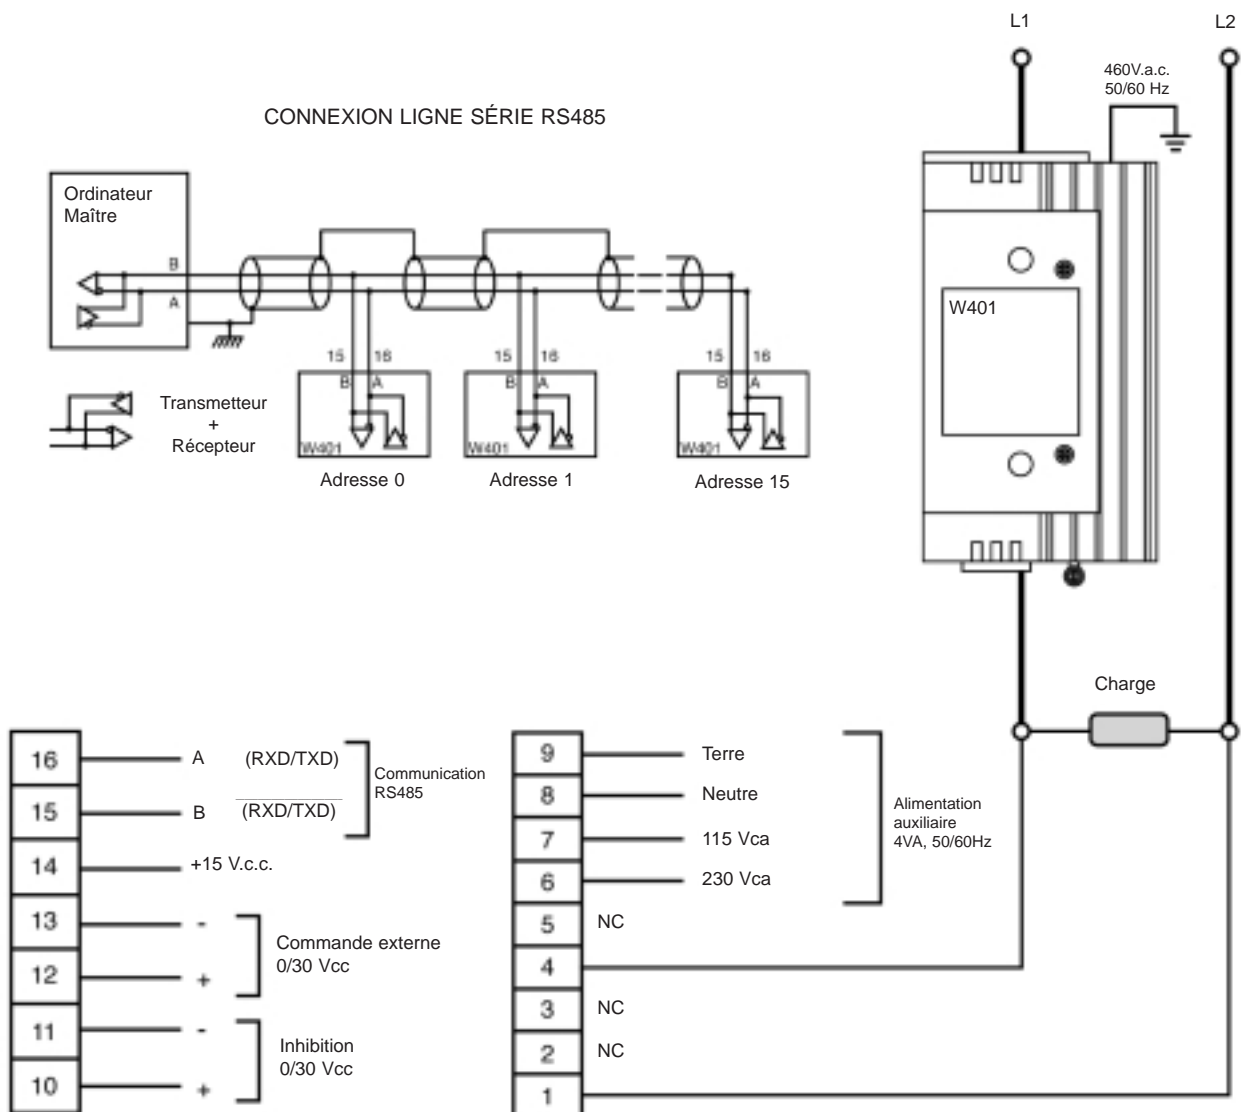 L1
L2
460V.a.c.
50/60 Hz
CONNEXION LIGNE SÉRIE RS485
Ordinateur
Maître
B
A
W401
15
16
15
16
15
16
B
A
B
A
B
A
Transmetteur
+
Récepteur
W401
W401
W401
Adresse 0
Adresse 1
Adresse 15
Charge
16
A
(RXD/TXD)
15
B
(RXD/TXD)
Communication
RS485
14
+15 V.c.c.
13
-
12
+
Commande externe
0/30 Vcc
11
-
10
+
Inhibition
0/30 Vcc
9
Terre
8
Neutre
7
115 Vca
6
230 Vca
Alimentation
auxiliaire
4VA, 50/60Hz
5
NC
4
3
NC
2
NC
1